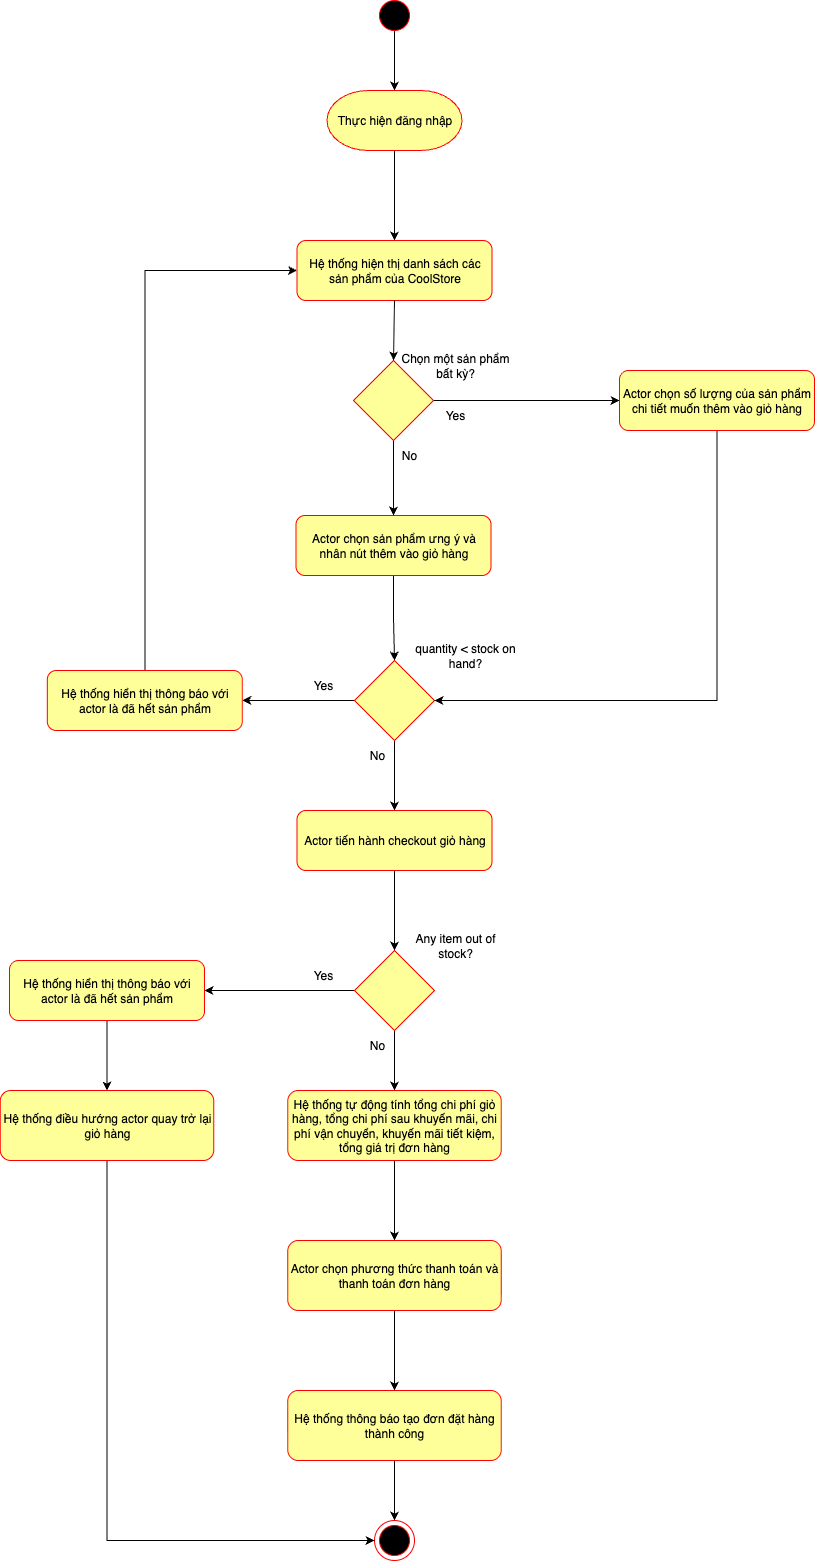 Thực hiện đăng nhập
Hệ thống hiện thị danh sách các
sản phẩm của CoolStore
Chọn một sản phẩm
bất kỳ?
Yes
Actor chọn số lượng của sản phẩm
chi tiết muốn thêm vào giỏ hàng
No
Actor chọn sản phẩm ưng ý và
nhân nút thêm vào giỏ hàng
quantity < stock on
hand?
Yes
Hệ thống hiển thị thông báo với
actor là đã hết sản phẩm
No
Actor tiến hành checkout giỏ hàng
Any item out of
stock?
Yes
Hệ thống hiển thị thông báo với
actor là đã hết sản phẩm
No
Hệ thống điều hướng actor quay trở lại
giỏ hàng
Hệ thống tự động tính tổng chi phí giỏ
hàng, tổng chi phí sau khuyến mãi, chi
phí vận chuyển, khuyến mãi tiết kiệm,
tổng giá trị đơn hàng
Actor chọn phương thức thanh toán và
thanh toán đơn hàng
Hệ thống thông báo tạo đơn đặt hàng
thành công